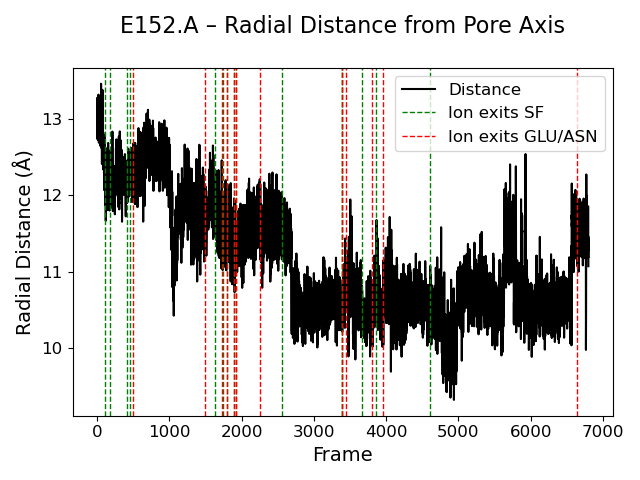 E152.A – Radial Distance from Pore Axis
Distance
Ion exits SF
Ion exits GLU/ASN
Radial Distance (Å)
13
12
11
10
0 1000 2000 3000 4000 5000 6000 7000
Frame